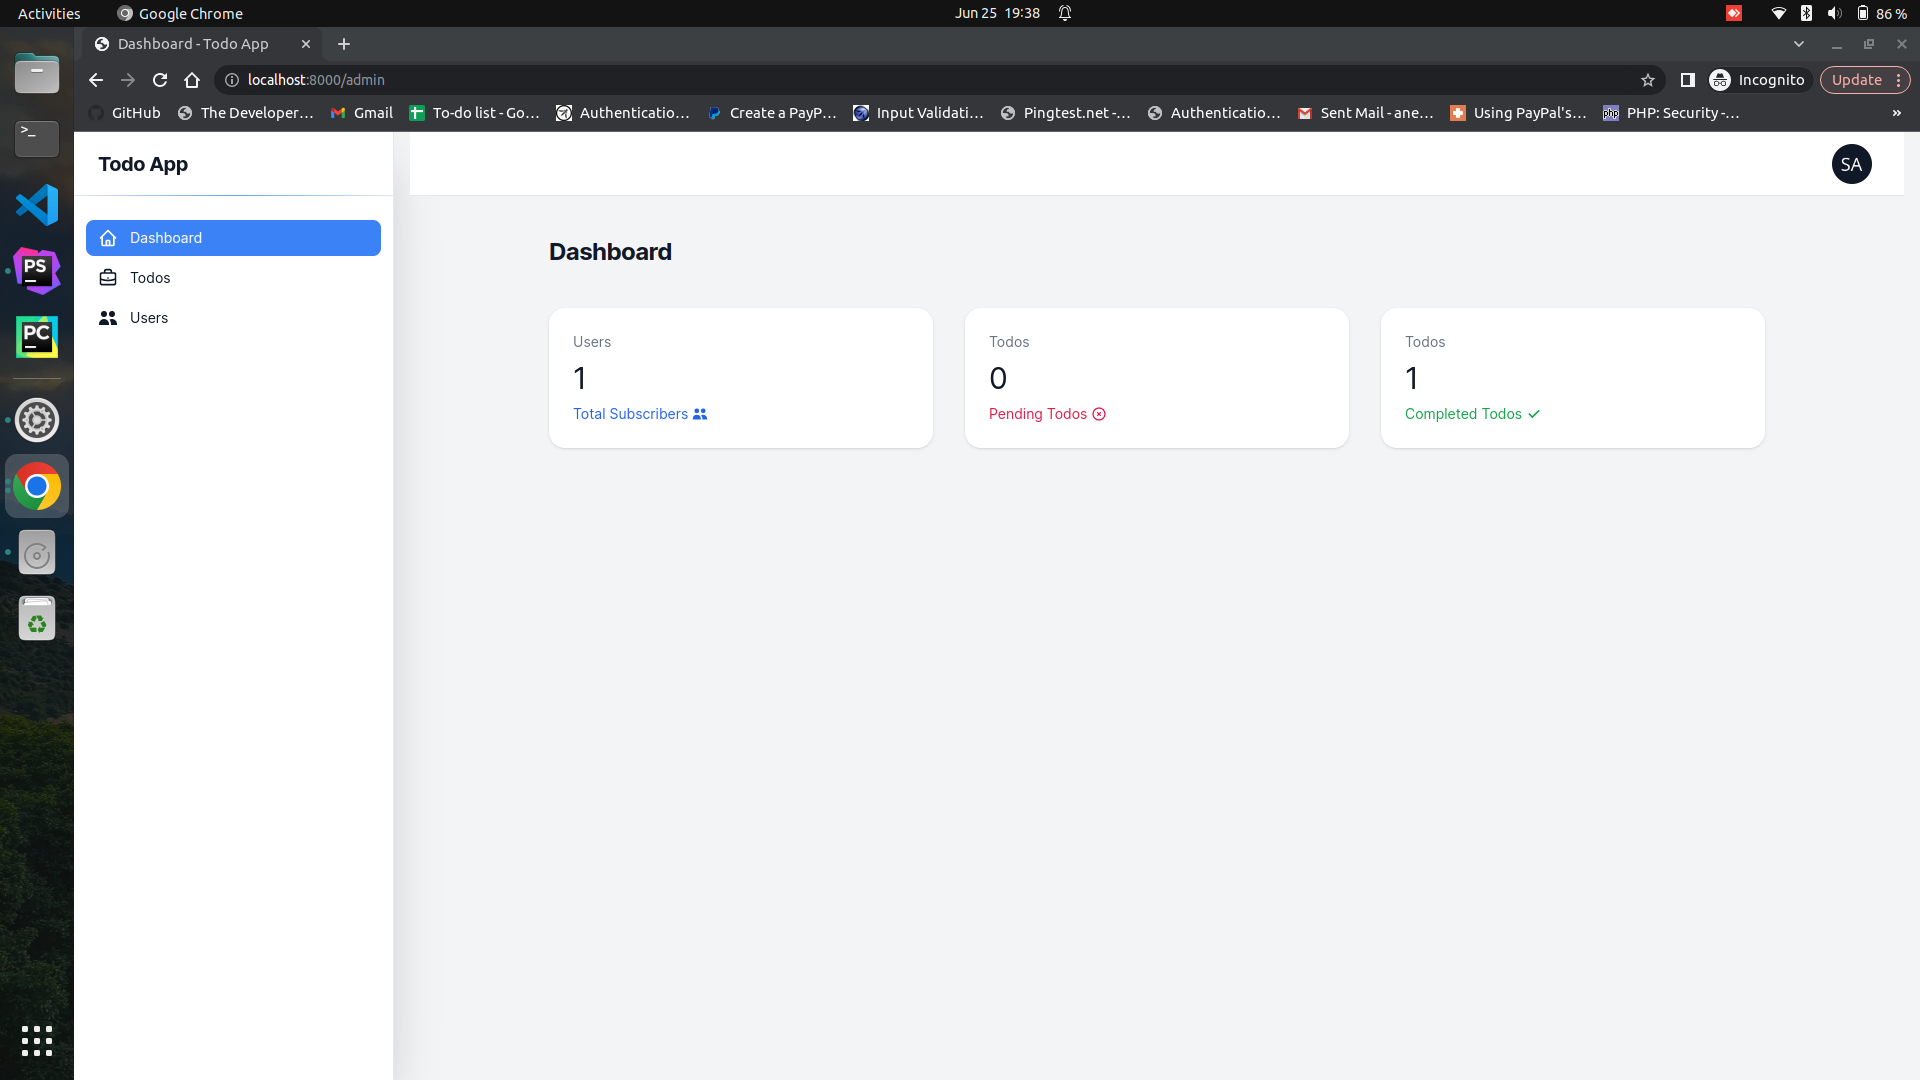 Activities Google Chrome Jun 25 19:38 86 %
Dashboard - Todo App
localhost:8000/admin Incognito Update
GitHub The Developer… Gmail To-do list - Go… Authenticatio… Create a PayP… Input Validati… Pingtest.net -… Authenticatio… Sent Mail - ane… Using PayPal's… PHP: Security -… »
Todo App
SA
Dashboard
Todos
Users
Dashboard
Users
1
Total Subscribers
Todos
0
Pending Todos
Todos
1
Completed Todos
>_
PS
PC
php